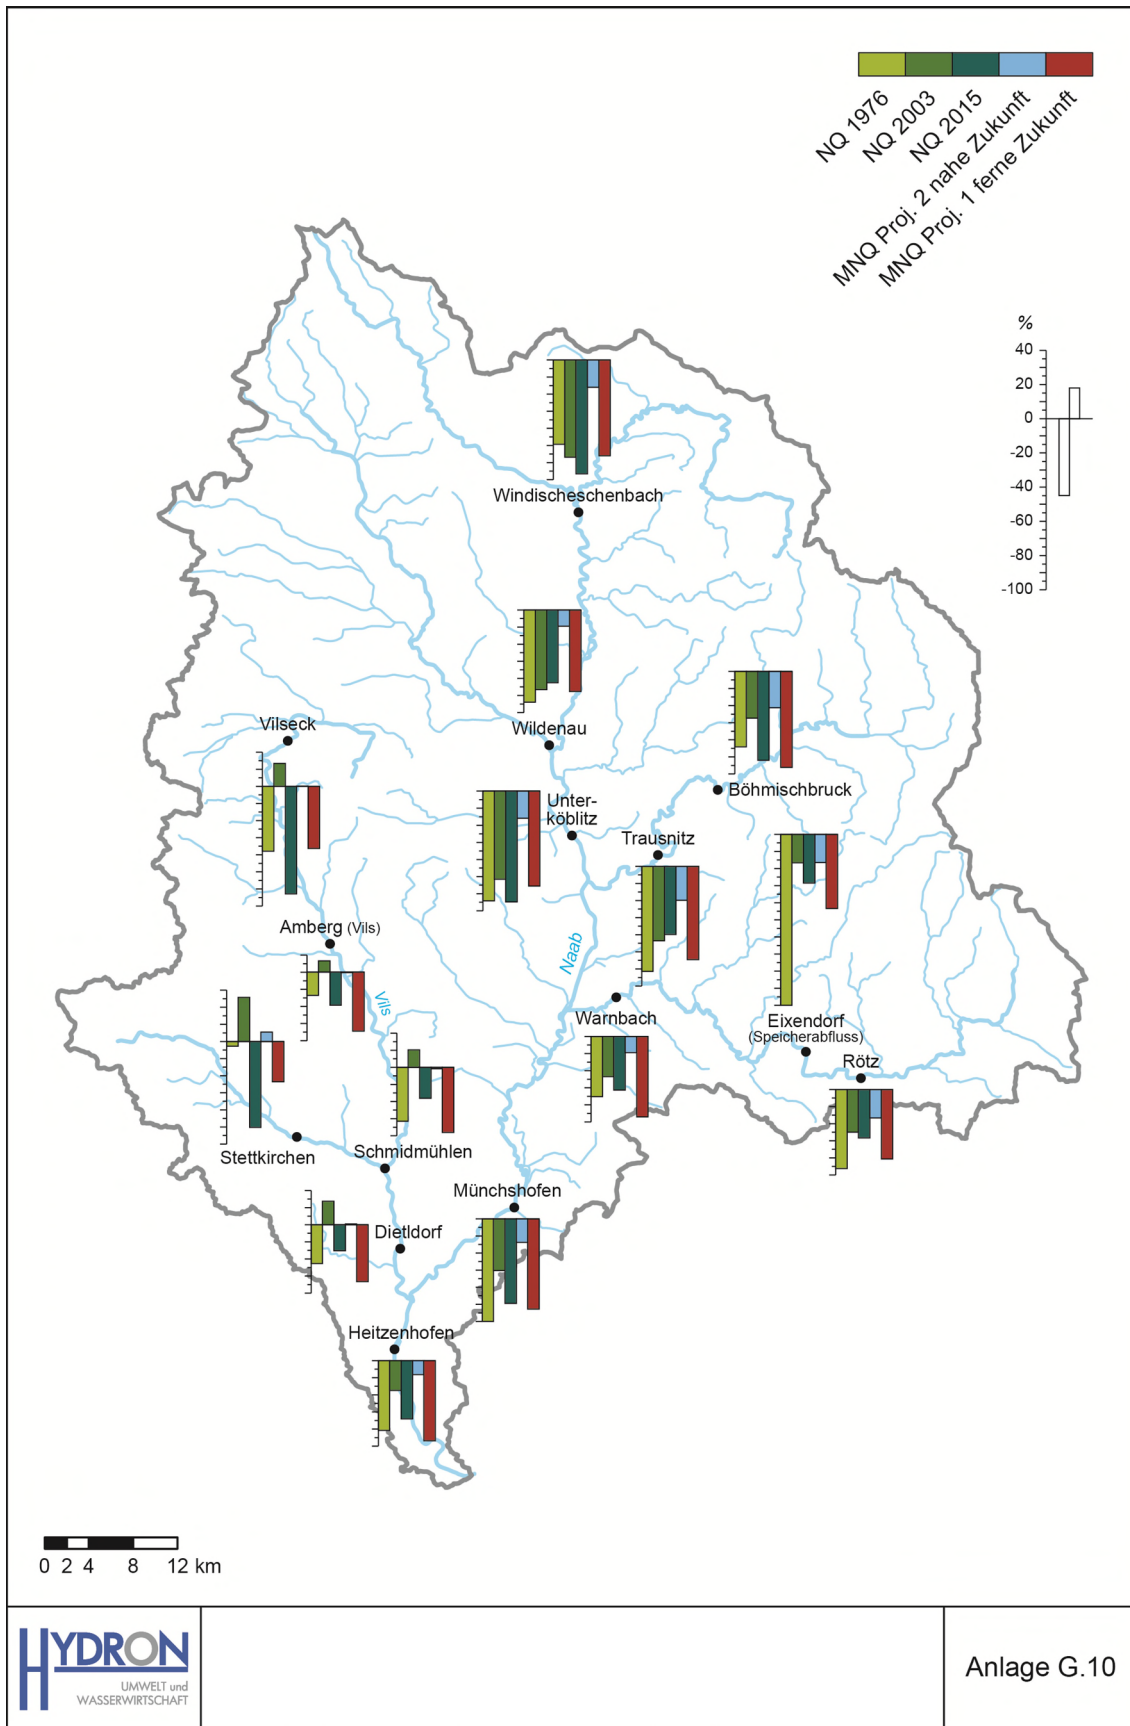 NQ 1976
NQ 2003
NQ 2015
MNQ Proj. 2 nahe Zukunft
MNQ Proj. 1 ferne Zukunft
%
40
20
0
-20
-40
-60
-80
-100
Windischeschenbach
Vilseck
Wildenau
Böhmischbruck
Unter-
köblitz
Trausnitz
Amberg (Vils)
Naab
Vils
Warnbach
Eixendorf
(Speicherabfluss)
Rötz
Stettkirchen
Schmidmühlen
Münchshofen
Dietldorf
Heitzenhofen
0 2 4 8 12 km
HYDRON
UMWELT und
WASSERWIRTSCHAFT
Anlage G.10